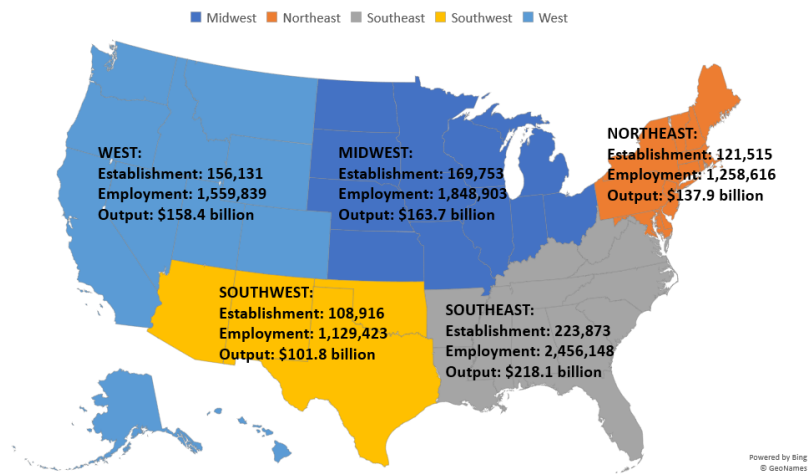 Midwest Northeast Southeast Southwest West
WEST:
Establishment: 156,131
Employment: 1,559,839
Output: $158.4 billion
MIDWEST:
Establishment: 169,753
Employment: 1,848,903
Output: $163.7 billion
NORTHEAST:
Establishment: 121,515
Employment: 1,258,616
Output: $137.9 billion
SOUTHWEST:
Establishment: 108,916
Employment: 1,129,423
Output: $101.8 billion
SOUTHEAST:
Establishment: 223,873
Employment: 2,456,148
Output: $218.1 billion
Powered by Bing
© GeoNames